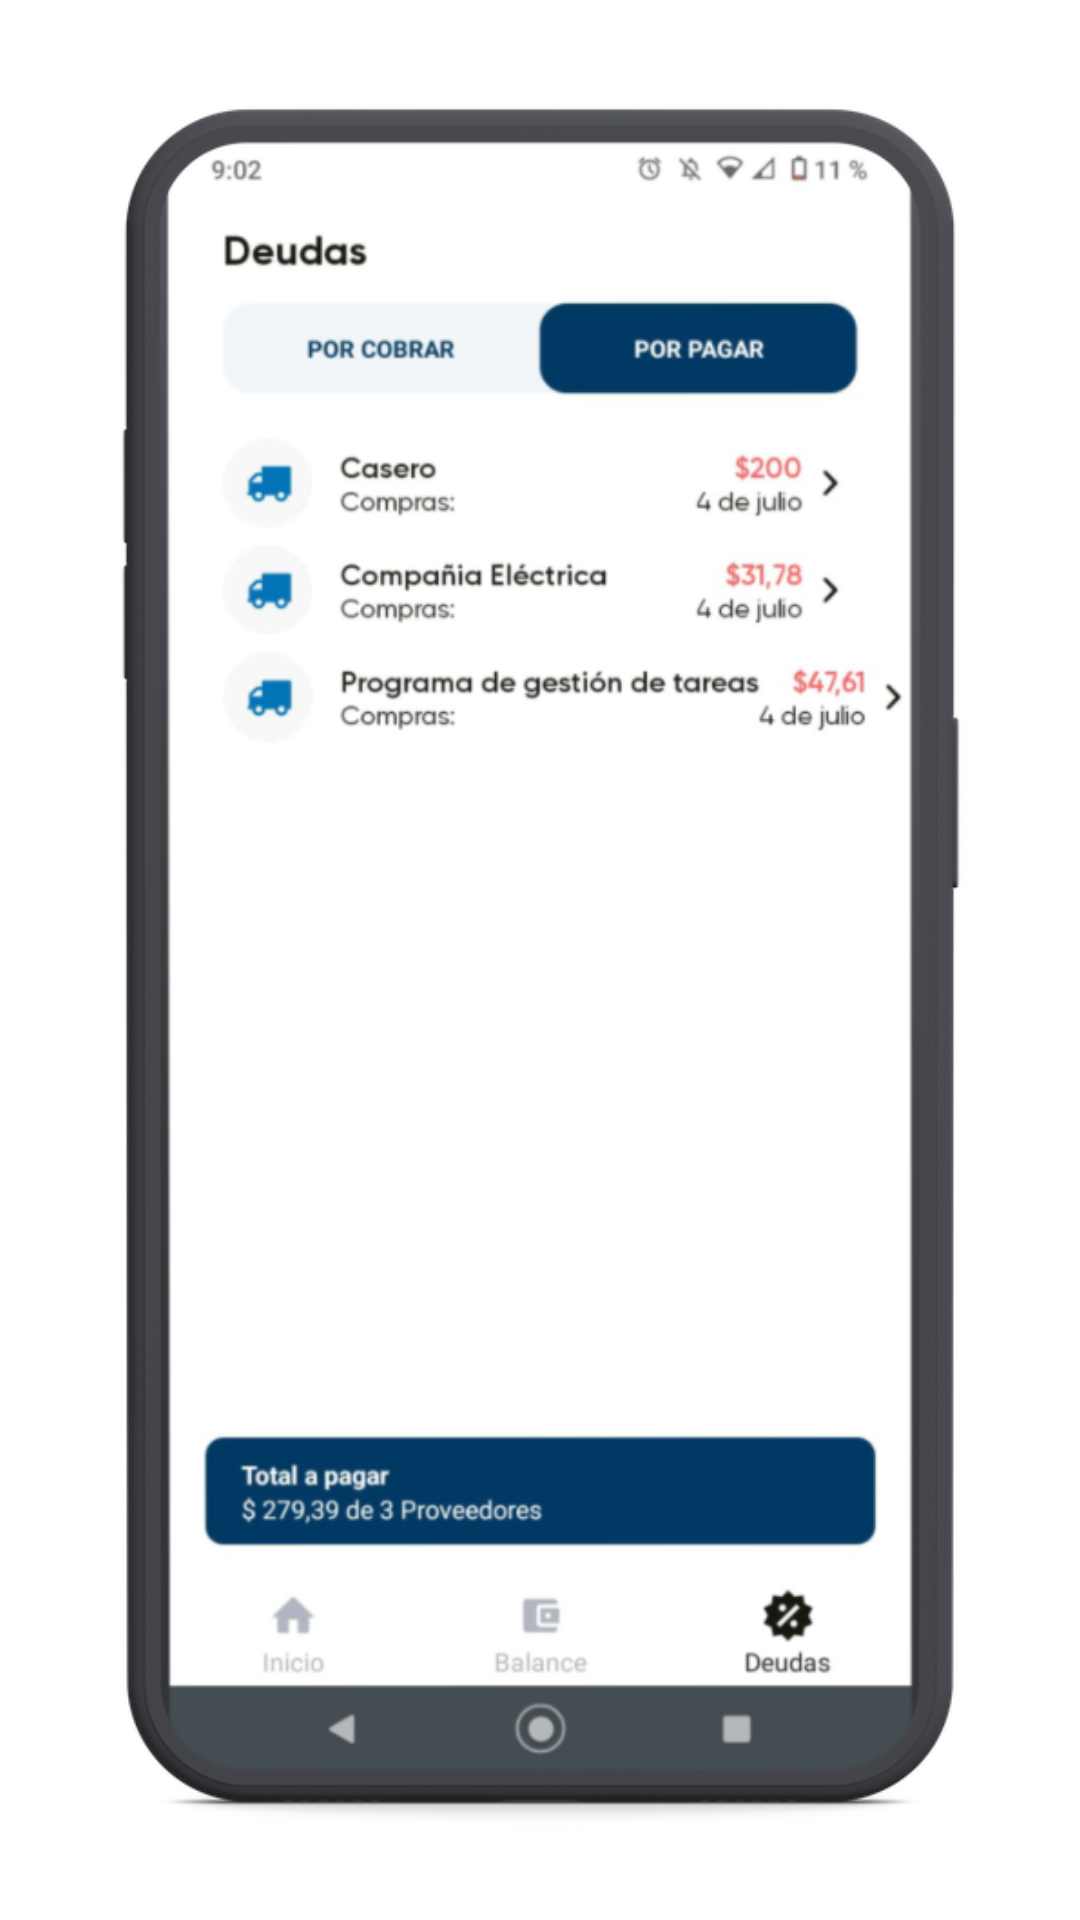 9:02
11 %
Deudas
POR COBRAR
POR PAGAR
Casero
$200
Compras:
4 de julio
Compañia Eléctrica
$31,78
Compras:
4 de julio
Programa de gestión de tareas
$47,61
Compras:
4 de julio
Total a pagar
$ 279,39 de 3 Proveedores
Inicio
Balance
Deudas